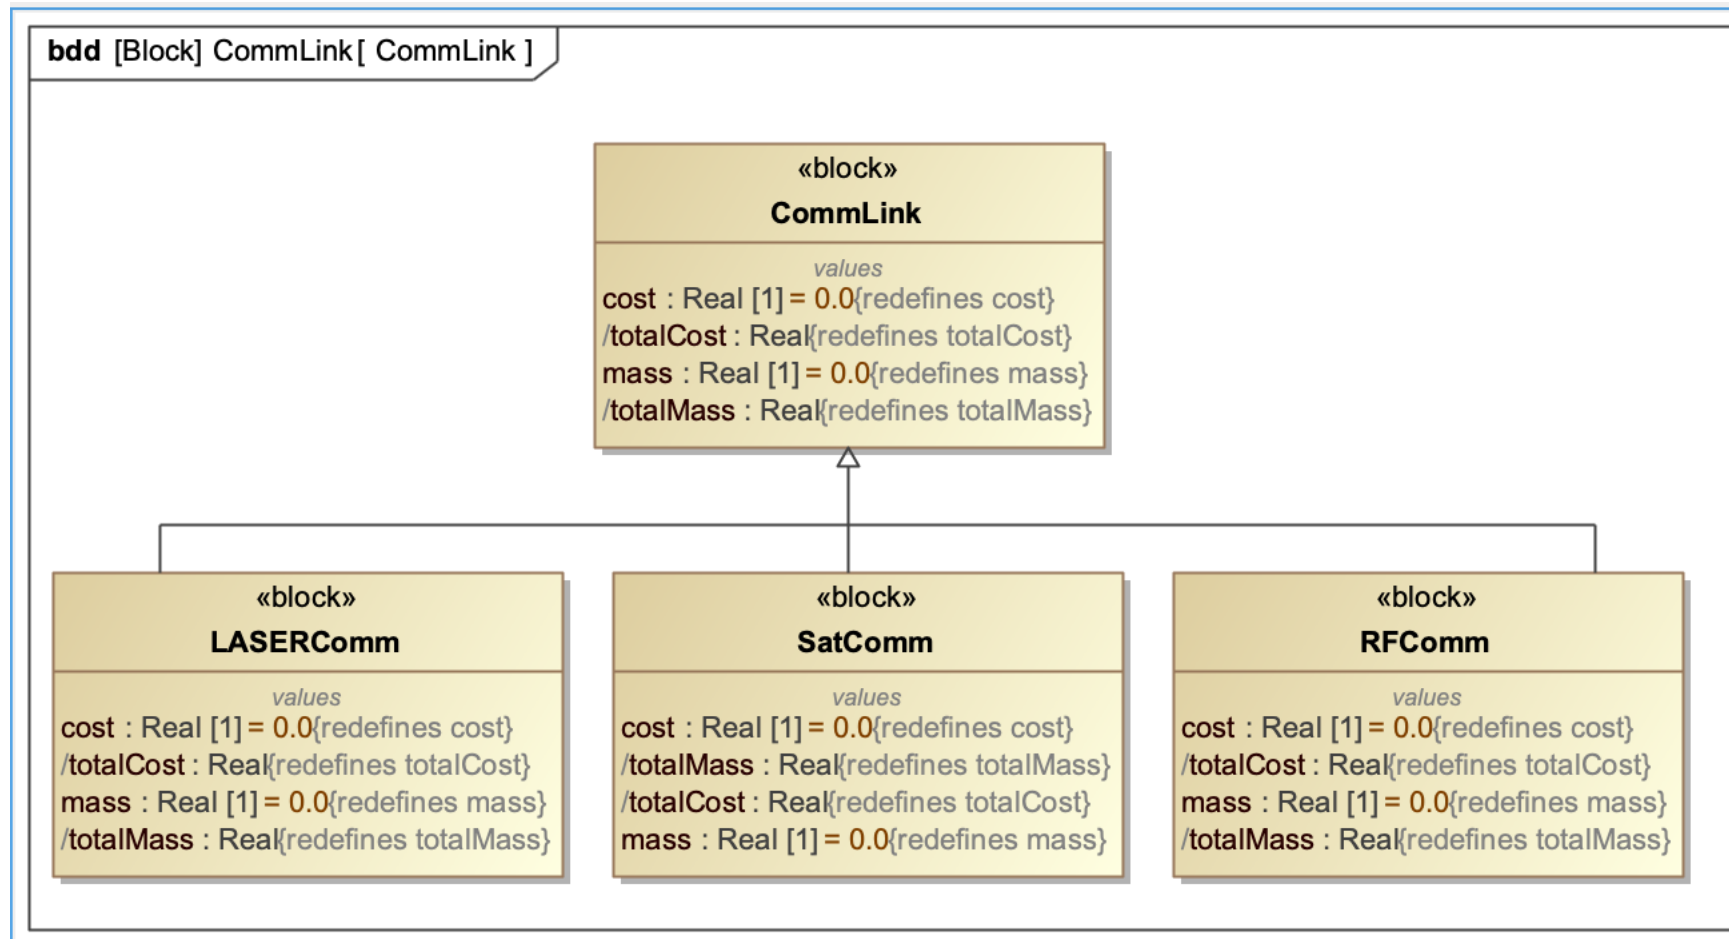 bdd [Block] CommLink[ CommLink ]
«block»
CommLink
values
cost : Real [1] = 0.0{redefines cost}
/totalCost : Real{redefines totalCost}
mass : Real [1] = 0.0{redefines mass}
/totalMass : Real{redefines totalMass}
«block»
LASERComm
values
cost : Real [1] = 0.0{redefines cost}
/totalCost : Real{redefines totalCost}
mass : Real [1] = 0.0{redefines mass}
/totalMass : Real{redefines totalMass}
«block»
SatComm
values
cost : Real [1] = 0.0{redefines cost}
/totalMass : Real{redefines totalMass}
/totalCost : Real{redefines totalCost}
mass : Real [1] = 0.0{redefines mass}
«block»
RFComm
values
cost : Real [1] = 0.0{redefines cost}
/totalCost : Real{redefines totalCost}
mass : Real [1] = 0.0{redefines mass}
/totalMass : Real{redefines totalMass}